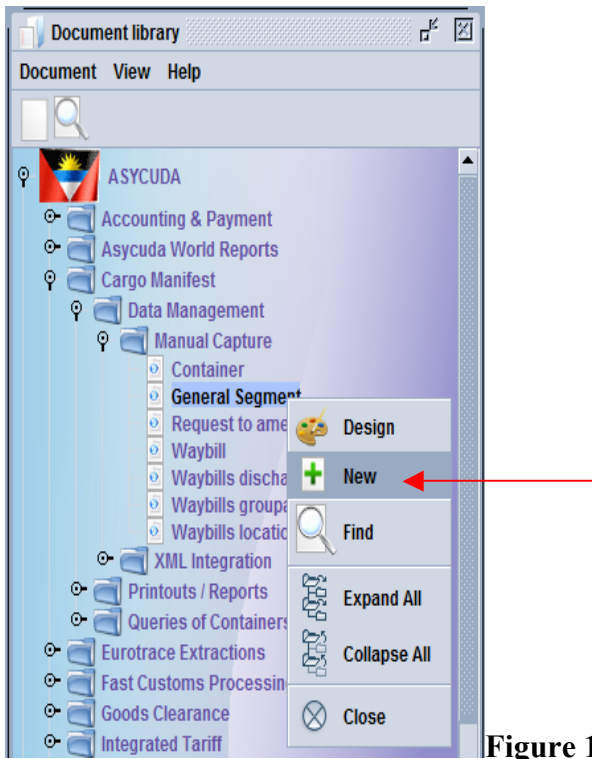 Document library
Document View Help
ASYCUDA
Accounting & Payment
Asycuda World Reports
Cargo Manifest
Data Management
Manual Capture
Container
General Segment
Request to ame
Waybill
Waybills discha
Waybills groupa
Waybills locatio
XML Integration
Printouts / Reports
Queries of Containers
Eurotrace Extractions
Fast Customs Processin
Goods Clearance
Integrated Tariff
Design
New
Find
Expand All
Collapse All
Close
Figure 1